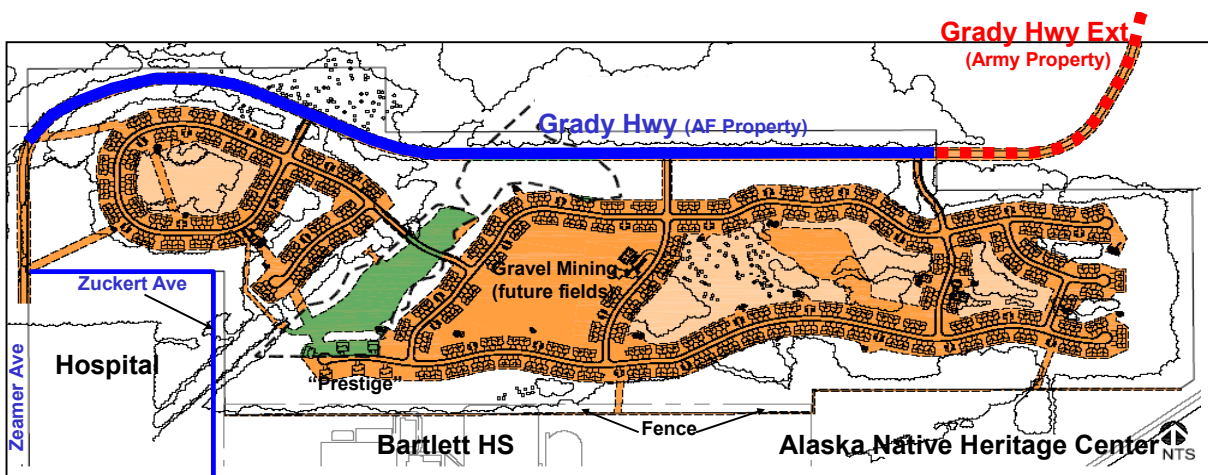 Grady Hwy Ext
(Army Property)
Grady Hwy (AF Property)
Gravel Mining
(future fields)
Zuckert Ave
Hospital
Zeamer Ave
“Prestige”
Fence
Bartlett HS
Alaska Native Heritage Center
NTS